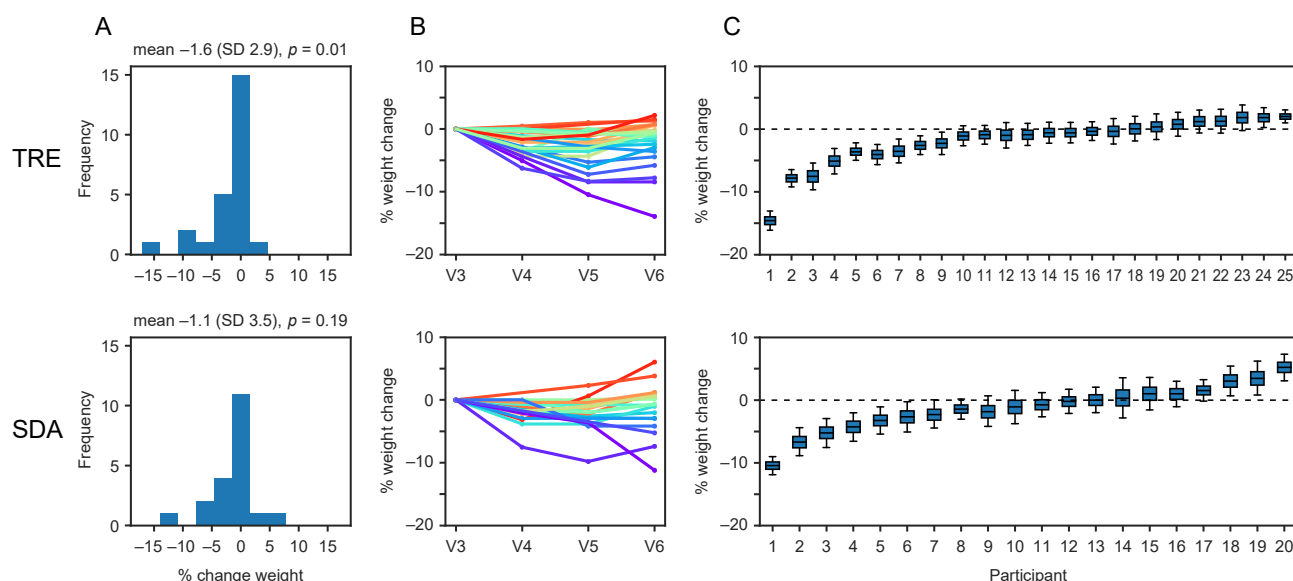 A
B
C
TRE
mean –1.6 (SD 2.9), p = 0.01
Frequency
15
10
5
0
–15 –10 –5 0 5 10 15
% weight change
10
0
–10
–20
V3 V4 V5 V6
% weight change
10
0
–10
–20
1 2 3 4 5 6 7 8 9 10 11 12 13 14 15 16 17 18 19 20 21 22 23 24 25
SDA
mean –1.1 (SD 3.5), p = 0.19
Frequency
15
10
5
0
–15 –10 –5 0 5 10 15
% change weight
% weight change
10
0
–10
–20
V3 V4 V5 V6
% weight change
10
0
–10
–20
1 2 3 4 5 6 7 8 9 10 11 12 13 14 15 16 17 18 19 20
Participant